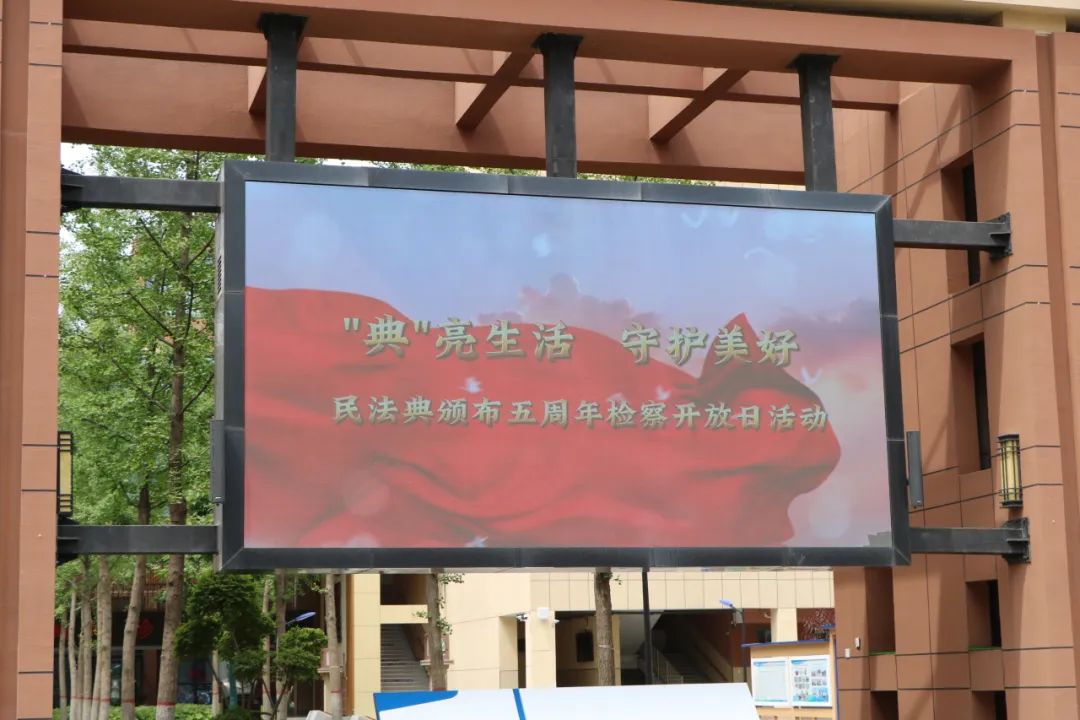 "典"亮生活 守护美好
民法典颁布五周年检察开放日活动